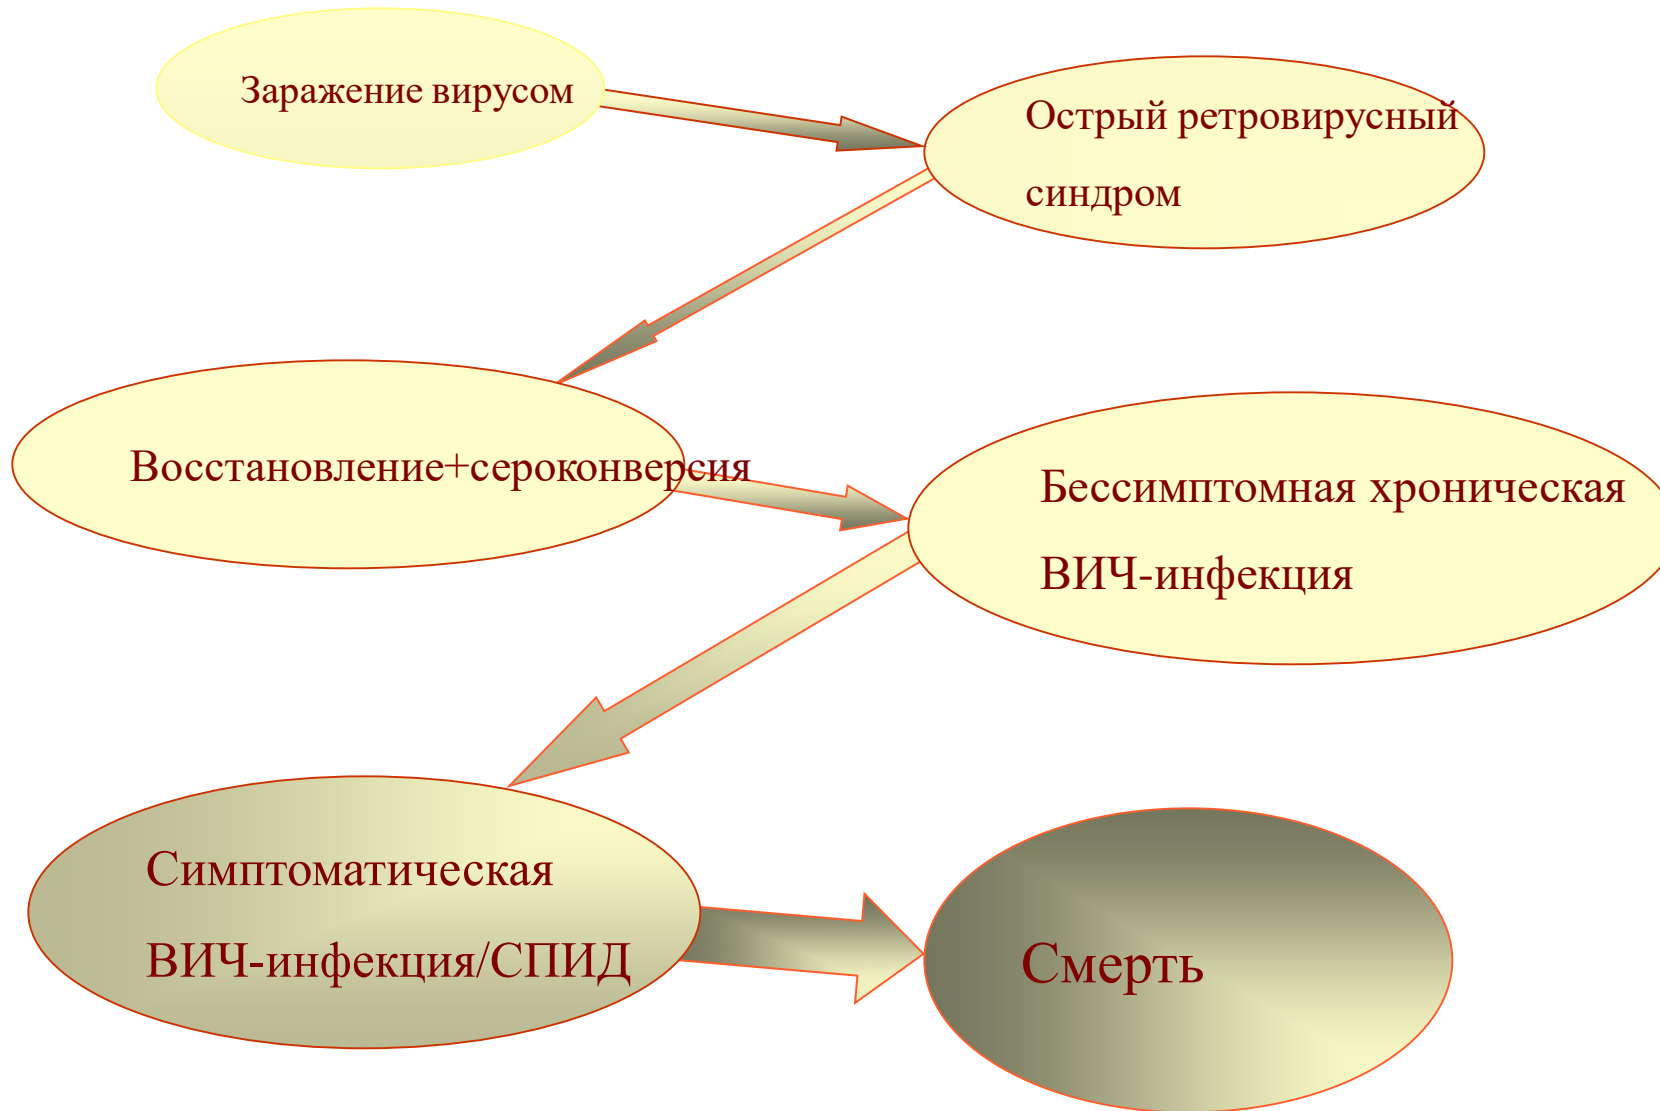 Заражение вирусом
Острый ретровирусный
синдром
Восстановление+сероконверсия
Бессимптомная хроническая
ВИЧ-инфекция
Симптоматическая
ВИЧ-инфекция/СПИД
Смерть